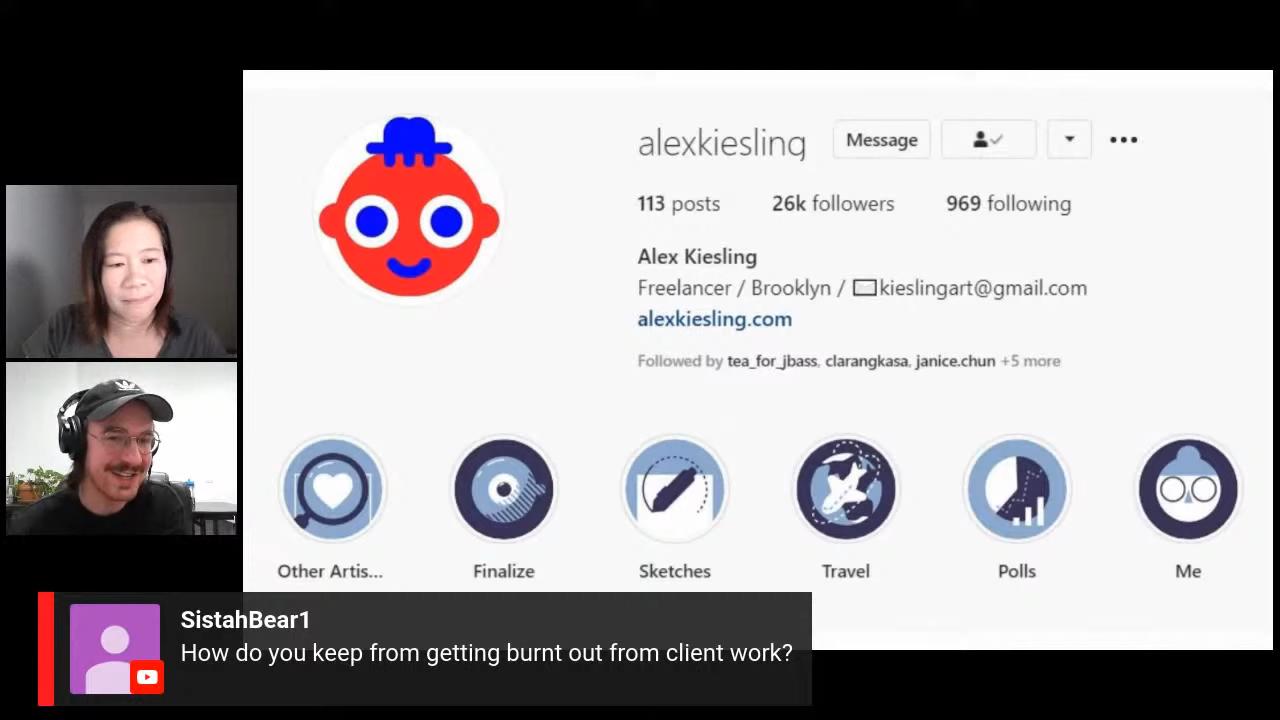 alexkiesling
Message
113 posts 26k followers 969 following
Alex Kiesling
Freelancer / Brooklyn / kieslingart@gmail.com
alexkiesling.com
Followed by tea_for_jbass, clarangkasa, janice.chun +5 more
Other Artis... Finalize Sketches Travel Polls Me
SistahBear1
How do you keep from getting burnt out from client work?